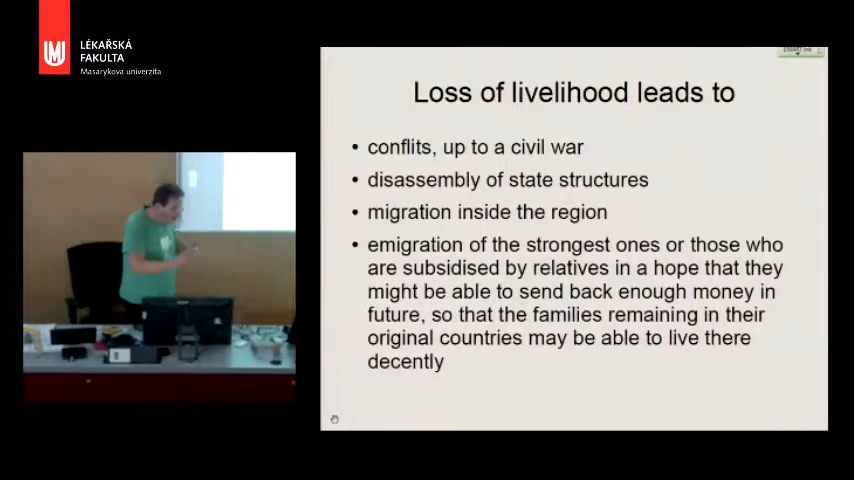 LÉKAŘSKÁ
FAKULTA
Masarykova univerzita
Loss of livelihood leads to
• conflits, up to a civil war
• disassembly of state structures
• migration inside the region
• emigration of the strongest ones or those who
are subsidised by relatives in a hope that they
might be able to send back enough money in
future, so that the families remaining in their
original countries may be able to live there
decently